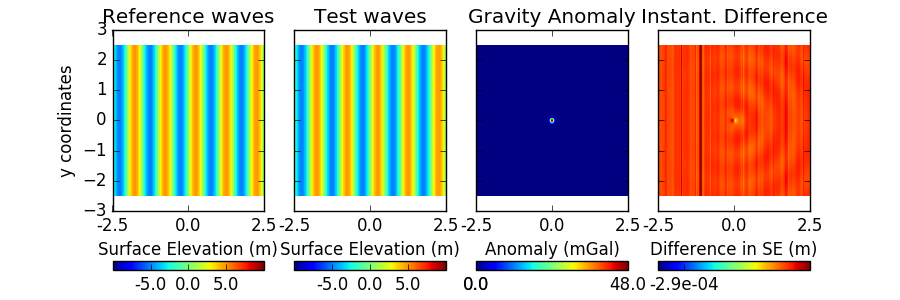 Reference waves Test waves Gravity Anomaly Instant. Difference
3
2
1
0
−1
−2
−3
y coordinates
-2.5 0.0 2.5 -2.5 0.0 2.5 -2.5 0.0 2.5 -2.5 0.0 2.5
Surface Elevation (m) Surface Elevation (m) Anomaly (mGal) Difference in SE (m)
-5.0 0.0 5.0 -5.0 0.0 5.0 0.0 48.0 -2.9e-04